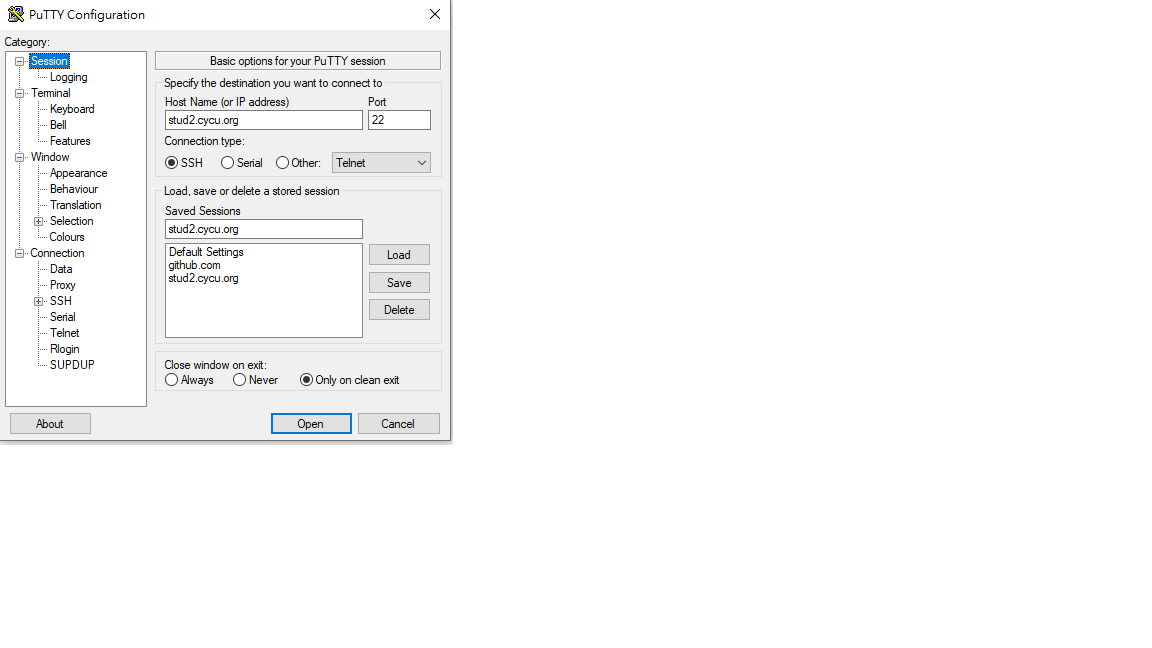 PuTTY Configuration
Category:
Session
Logging
Terminal
Keyboard
Bell
Features
Window
Appearance
Behaviour
Translation
Selection
Colours
Connection
Data
Proxy
SSH
Serial
Telnet
Rlogin
SUPDUP
Basic options for your PuTTY session
Specify the destination you want to connect to
Host Name (or IP address) Port
stud2.cycu.org 22
Connection type:
SSH Serial Other: Telnet
Load, save or delete a stored session
Saved Sessions
stud2.cycu.org
Default Settings
github.com
stud2.cycu.org
Load
Save
Delete
Close window on exit:
Always Never Only on clean exit
About Open Cancel